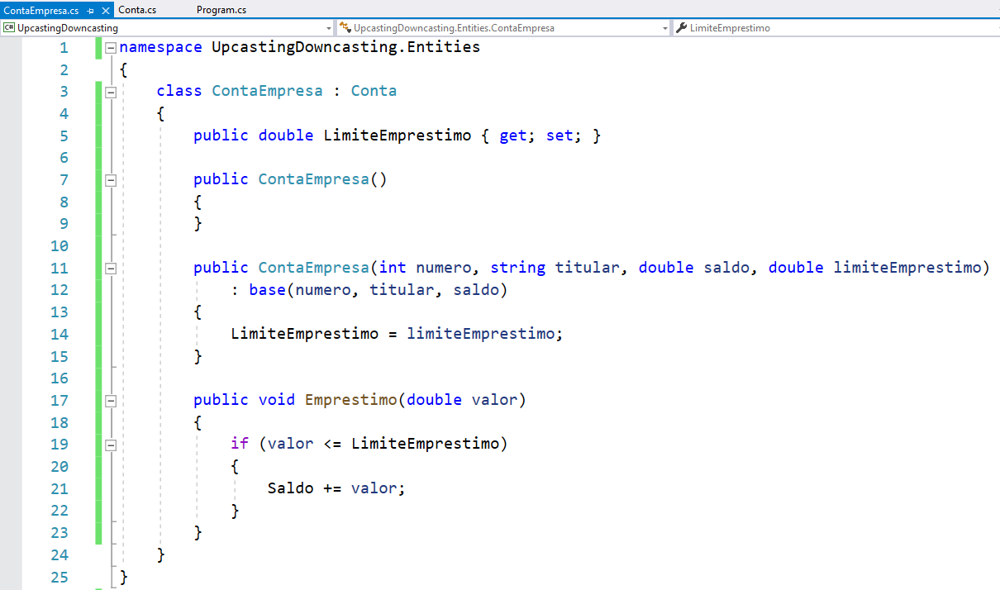 ContaEmpresa.cs Conta.cs Program.cs
C# UpcastingDowncasting UpcastingDowncasting.Entities.ContaEmpresa LimiteEmprestimo
1 namespace UpcastingDowncasting.Entities
2 {
3 class ContaEmpresa : Conta
4 {
5 public double LimiteEmprestimo { get; set; }
6
7 public ContaEmpresa()
8 {
9 }
10
11 public ContaEmpresa(int numero, string titular, double saldo, double limiteEmprestimo)
12 : base(numero, titular, saldo)
13 {
14 LimiteEmprestimo = limiteEmprestimo;
15 }
16
17 public void Emprestimo(double valor)
18 {
19 if (valor <= LimiteEmprestimo)
20 {
21 Saldo += valor;
22 }
23 }
24 }
25 }